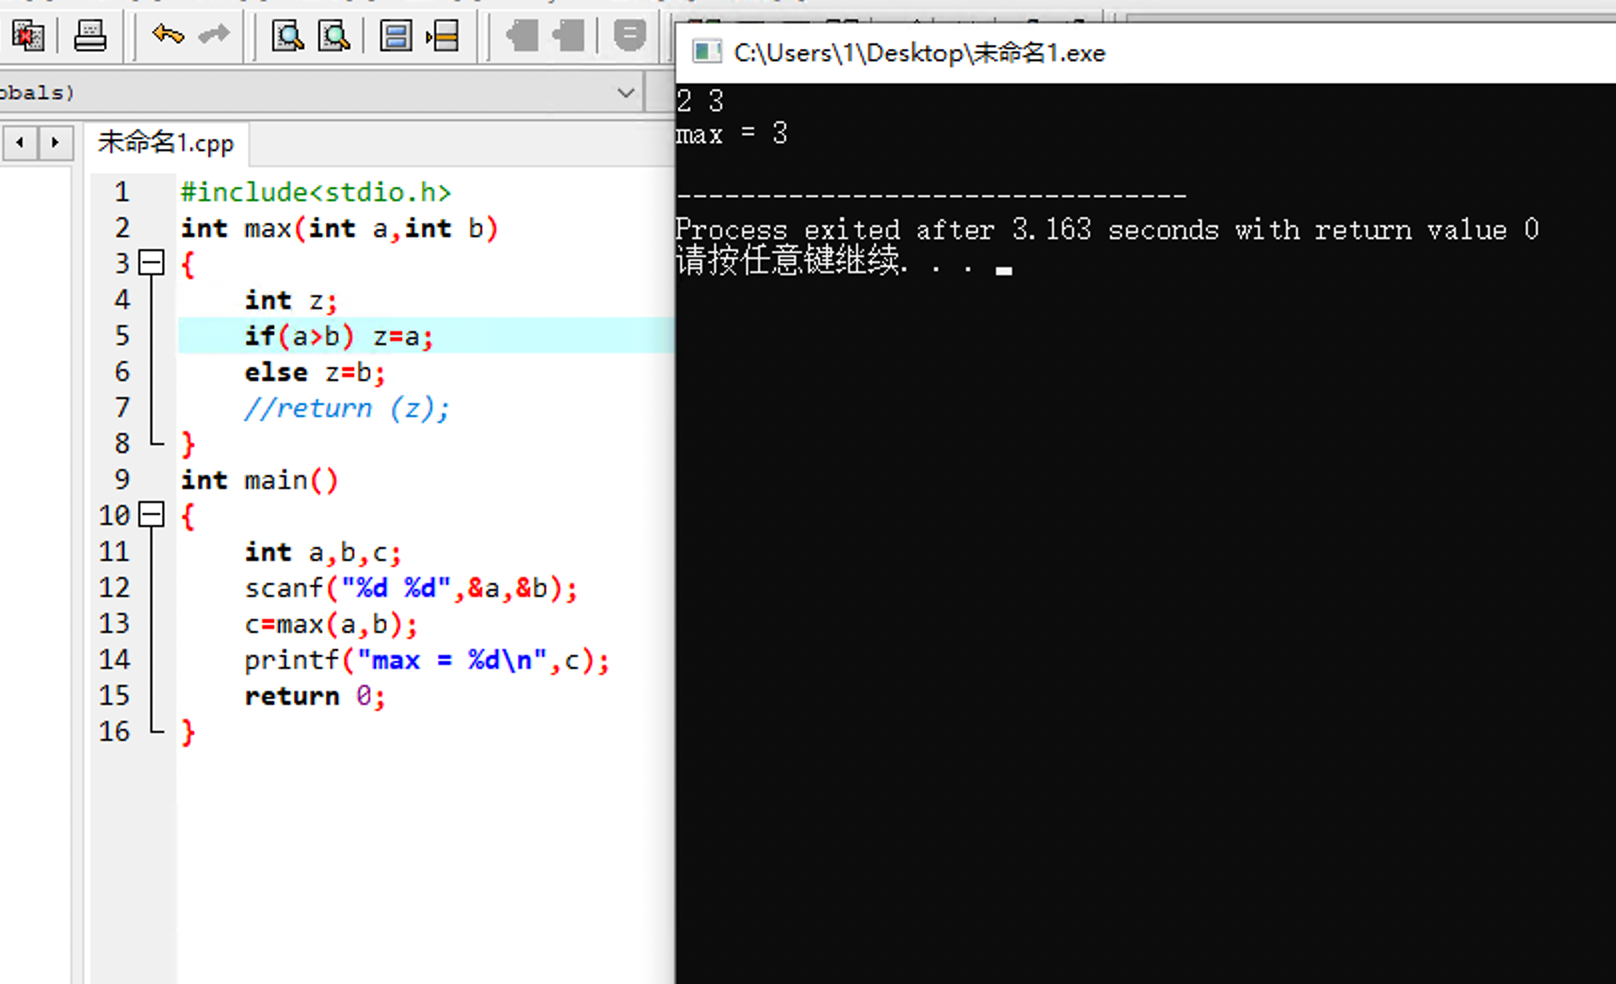 obals)
未命名1.cpp
1 #include<stdio.h>
2 int max(int a,int b)
3 {
4 int z;
5 if(a>b) z=a;
6 else z=b;
7 //return (z);
8 }
9 int main()
10 {
11 int a,b,c;
12 scanf("%d %d",&a,&b);
13 c=max(a,b);
14 printf("max = %d\n",c);
15 return 0;
16 }
C:\Users\1\Desktop\未命名1.exe
2 3
max = 3
--------------------------------
Process exited after 3.163 seconds with return value 0
请按任意键继续. . .